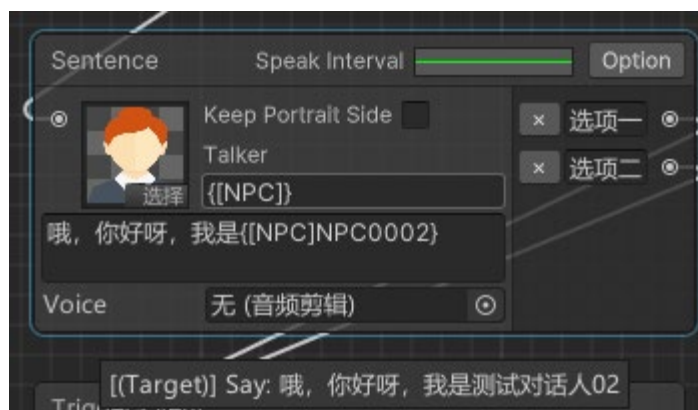 Sentence
Speak Interval
Option
Keep Portrait Side
Talker
选择
{[NPC]}
× 选项一
× 选项二
哦，你好呀，我是{[NPC]NPC0002}
Voice
无 (音频剪辑)
[(Target)] Say: 哦，你好呀，我是测试对话人02